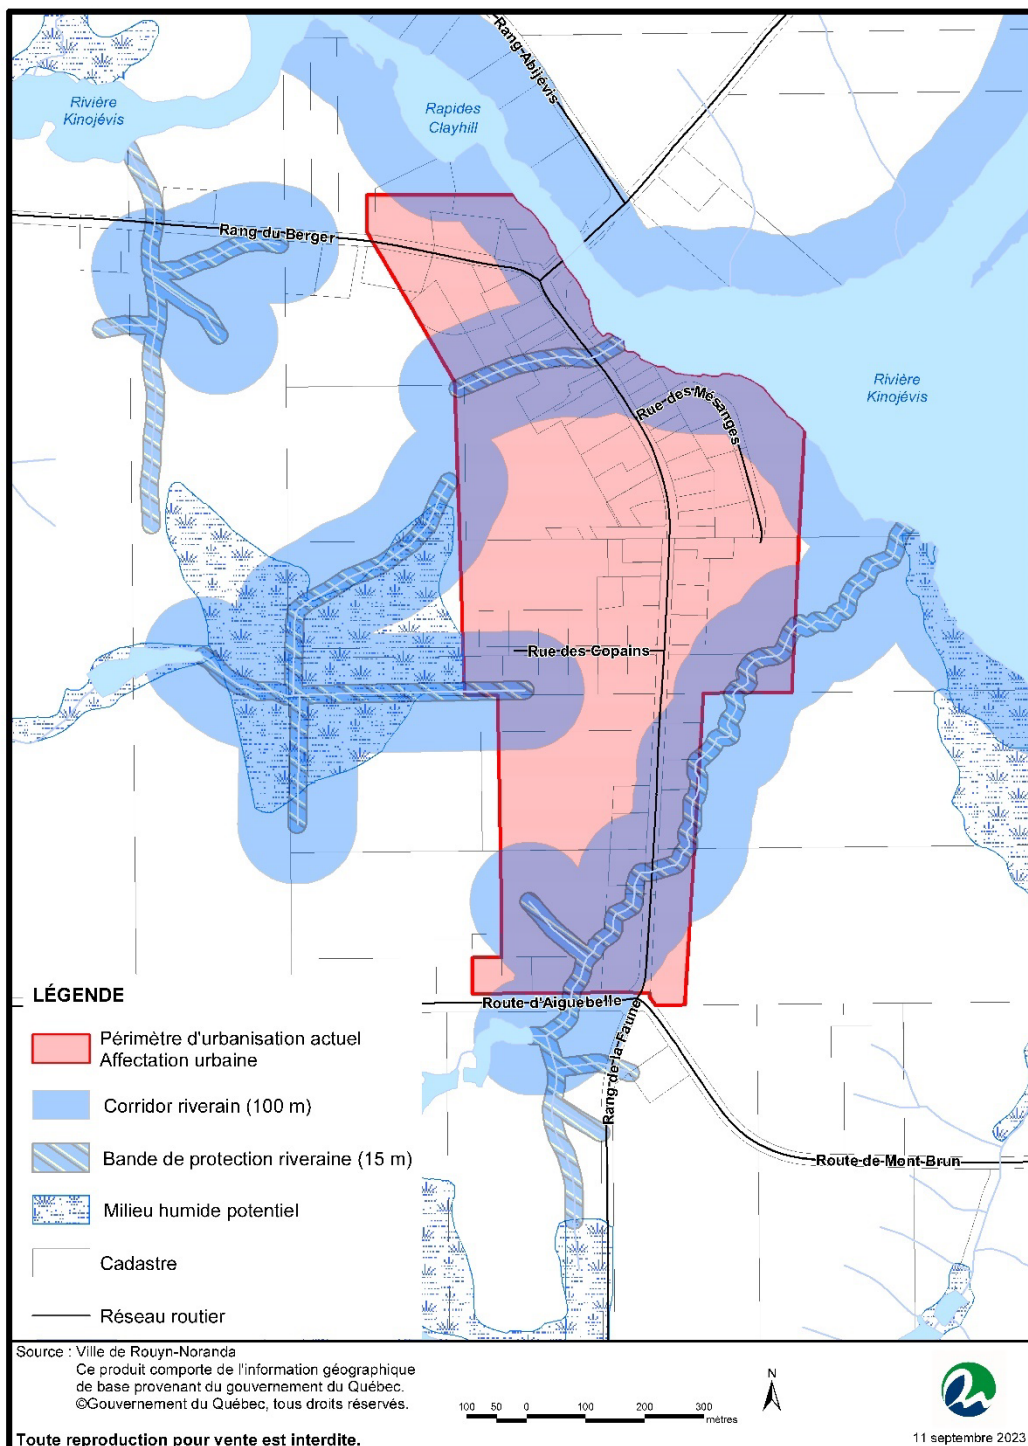 Rang Abijévis
Rivière
Kinojévis
Rapides
Clayhill
Rang du Berger
Rivière
Kinojévis
Rue des Mésanges
Rue des Copains
LÉGENDE
Périmètre d'urbanisation actuel
Affectation urbaine
Corridor riverain (100 m)
Bande de protection riveraine (15 m)
Milieu humide potentiel
Cadastre
Réseau routier
Route d'Aiguebelle
Rang de la Faune
Route de Mont-Brun
Source : Ville de Rouyn-Noranda
Ce produit comporte de l'information géographique
de base provenant du gouvernement du Québec.
©Gouvernement du Québec, tous droits réservés.
Toute reproduction pour vente est interdite.
100 50 0 100 200 300
mètres
N
11 septembre 2023